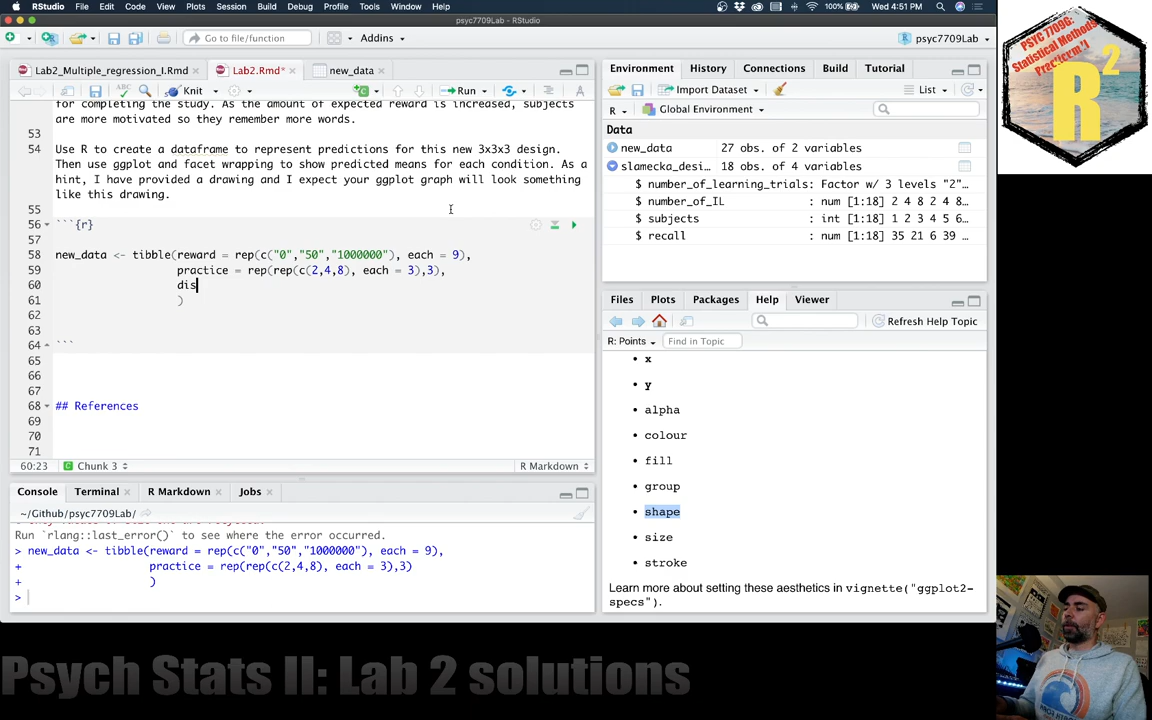 RStudio File Edit Code View Plots Session Build Debug Profile Tools Window Help 100% Wed 4:51 PM
psyc7709Lab - RStudio
Go to file/function Addins psyc7709Lab
Lab2_Multiple_regression_I.Rmd Lab2.Rmd* new_data
Knit Run
for completing the study. As the amount of expected reward is increased, subjects
are more motivated so they remember more words.
53
54 Use R to create a dataframe to represent predictions for this new 3x3x3 design.
Then use ggplot and facet wrapping to show predicted means for each condition. As a
hint, I have provided a drawing and I expect your ggplot graph will look something
like this drawing.
55
56 ```{r}
57
58 new_data <- tibble(reward = rep(c("0","50","1000000"), each = 9),
59 practice = rep(rep(c(2,4,8), each = 3),3),
60 dis
61 )
62
63
64 ```
65
66
67
68 ## References
69
70
71
60:23 Chunk 3 R Markdown
Console Terminal R Markdown Jobs
~/Github/psyc7709Lab/
Run `rlang::last_error()` to see where the error occurred.
> new_data <- tibble(reward = rep(c("0","50","1000000"), each = 9),
+ practice = rep(rep(c(2,4,8), each = 3),3)
+ )
>
Environment History Connections Build Tutorial
Import Dataset List
R Global Environment
Data
new_data 27 obs. of 2 variables
slamecka_desi… 18 obs. of 4 variables
$ number_of_learning_trials: Factor w/ 3 levels "2"…
$ number_of_IL : num [1:18] 2 4 8 2 4 8…
$ subjects : int [1:18] 1 2 3 4 5 6…
$ recall : num [1:18] 35 21 6 39 …
Files Plots Packages Help Viewer
Refresh Help Topic
R: Points Find in Topic
• x
• y
• alpha
• colour
• fill
• group
• shape
• size
• stroke
Learn more about setting these aesthetics in vignette("ggplot2-
specs").
PSYC 7709G:
Statistical Methods
R2
Psych Stats II: Lab 2 solutions